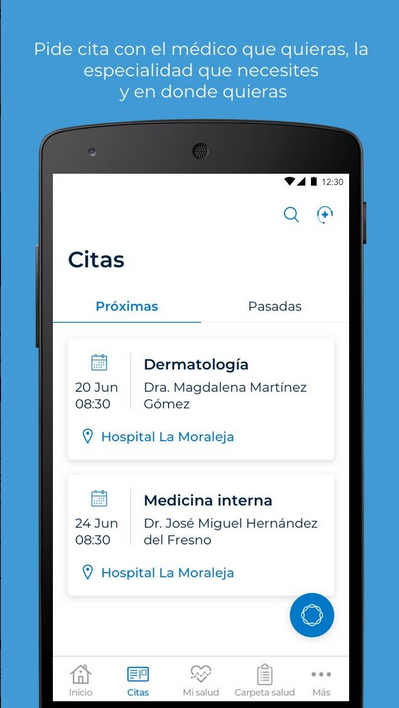 Pide cita con el médico que quieras, la
especialidad que necesites
y en donde quieras
12:30
Citas
Próximas
Pasadas
Dermatología
20 Jun
08:30
Dra. Magdalena Martínez
Gómez
Hospital La Moraleja
Medicina interna
24 Jun
08:30
Dr. José Miguel Hernández
del Fresno
Hospital La Moraleja
Inicio
Citas
Mi salud
Carpeta salud
Más